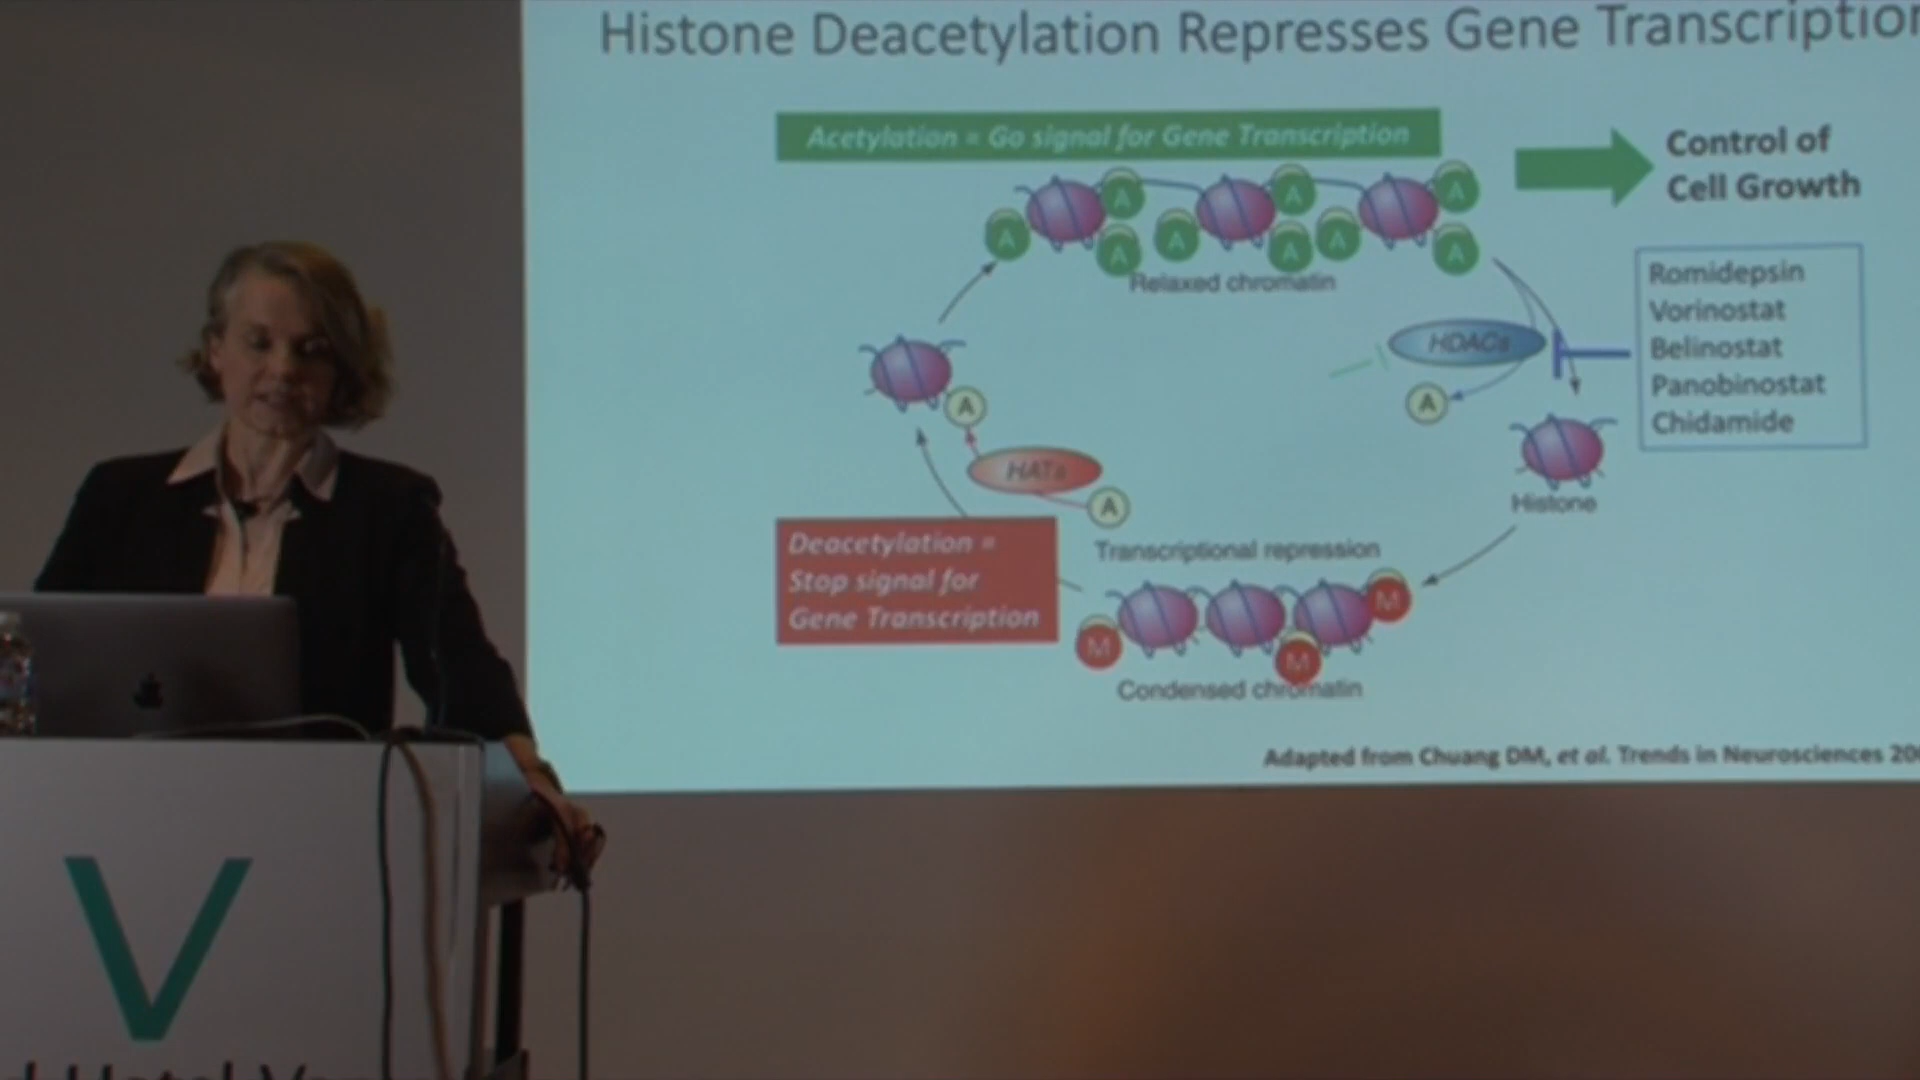 Histone Deacetylation Represses Gene Transcription
Acetylation = Go signal for Gene Transcription
Control of
Cell Growth
A A A
A A A A A A
Relaxed chromatin
Romidepsin
Vorinostat
Belinostat
Panobinostat
Chidamide
HDACs
A
A
HATs
A
Histone
Deacetylation =
Stop signal for
Gene Transcription
Transcriptional repression
M
M
M
Condensed chromatin
Adapted from Chuang DM, et al. Trends in Neurosciences
V
Hotel